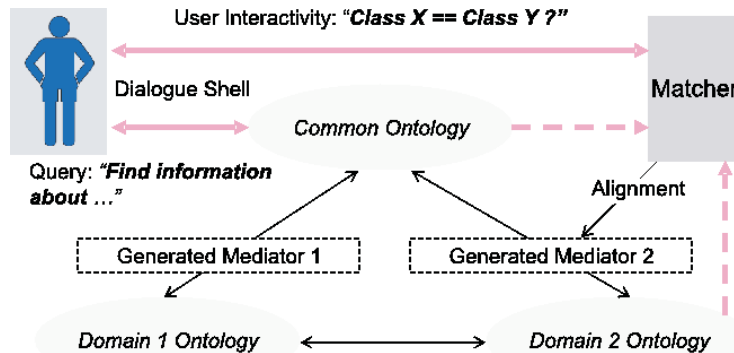 User Interactivity: “Class X == Class Y ?”
Dialogue Shell
Matcher
Common Ontology
Query: “Find information
about …”
Alignment
Generated Mediator 1
Generated Mediator 2
Domain 1 Ontology
Domain 2 Ontology